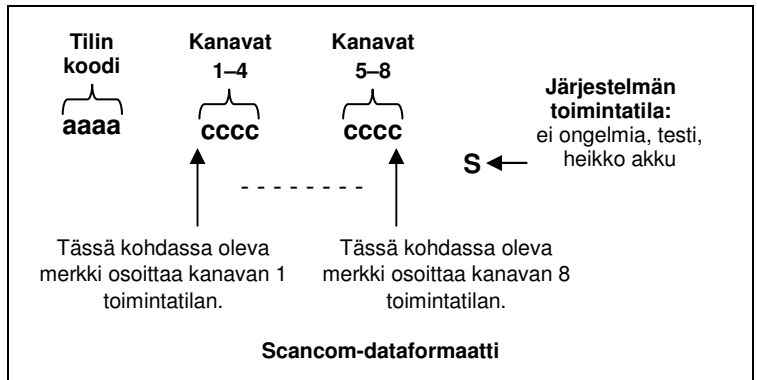 Tilin
koodi
aaaa
Kanavat
1–4
cccc
Kanavat
5–8
cccc
Järjestelmän
toimintatila:
ei ongelmia, testi,
heikko akku
S
Tässä kohdassa oleva
merkki osoittaa kanavan 1
toimintatilan.
Tässä kohdassa oleva
merkki osoittaa kanavan 8
toimintatilan.
Scancom-dataformaatti